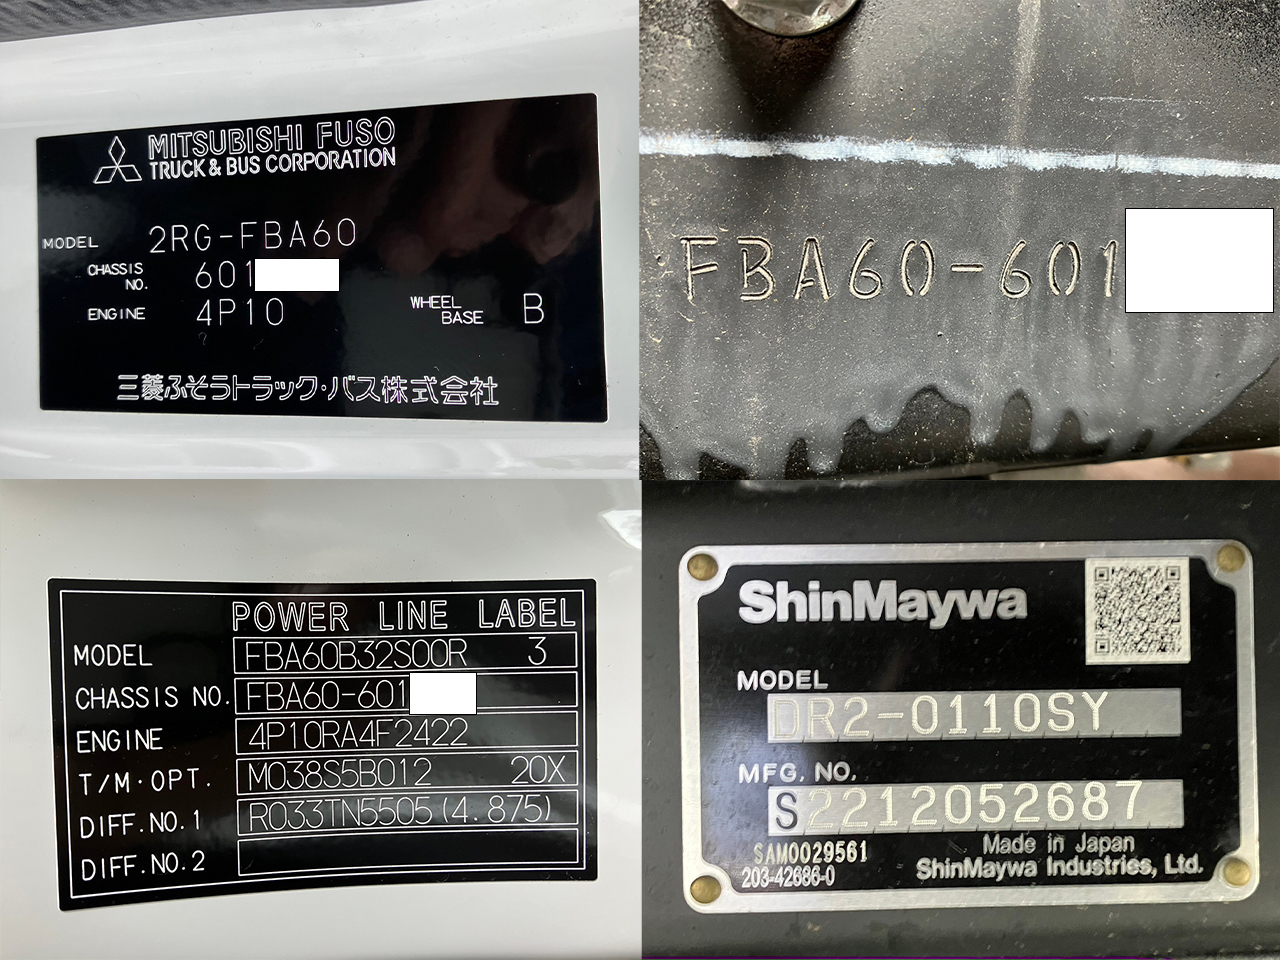 MITSUBISHI FUSO
TRUCK & BUS CORPORATION
MODEL 2RG-FBA60
CHASSIS NO. 601
ENGINE 4P10 WHEEL BASE B
三菱ふそうトラック・バス株式会社
FBA60-601
POWER LINE LABEL
MODEL FBA60B32S00R 3
CHASSIS NO. FBA60-601
ENGINE 4P10RA4F2422
T/M·OPT. M038S5B012 20X
DIFF.NO.1 R033TN5505(4.875)
DIFF.NO.2
ShinMaywa
MODEL
DR2-0110SY
MFG. NO.
S2212052687
SAM0029561
203-42686-0
Made in Japan
ShinMaywa Industries, Ltd.